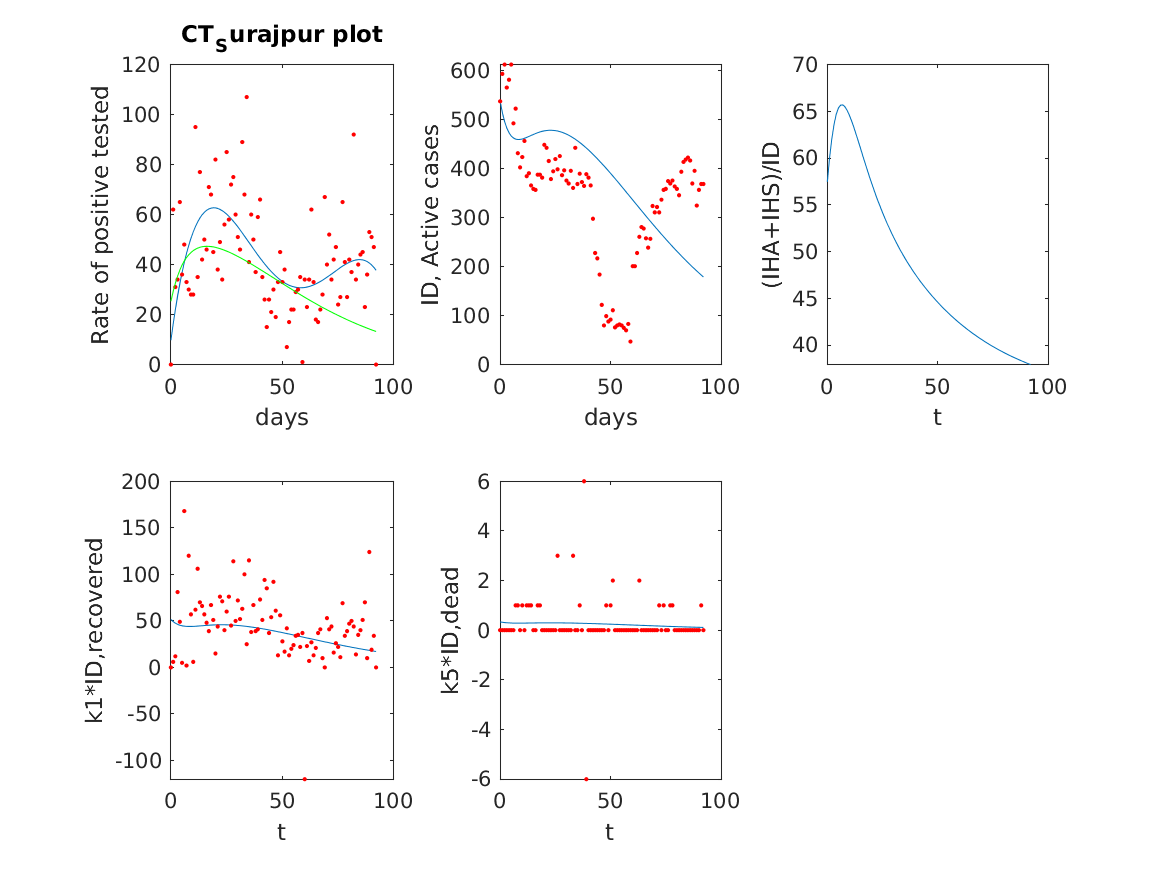 CT_Surajpur plot
120
100
80
60
40
20
0
0 50 100
Rate of positive tested
days
600
500
400
300
200
100
0
0 50 100
ID, Active cases
days
70
65
60
55
50
45
40
0 50 100
(IHA+IHS)/ID
t
200
150
100
50
0
-50
-100
0 50 100
k1*ID,recovered
t
6
4
2
0
-2
-4
-6
0 50 100
k5*ID,dead
t